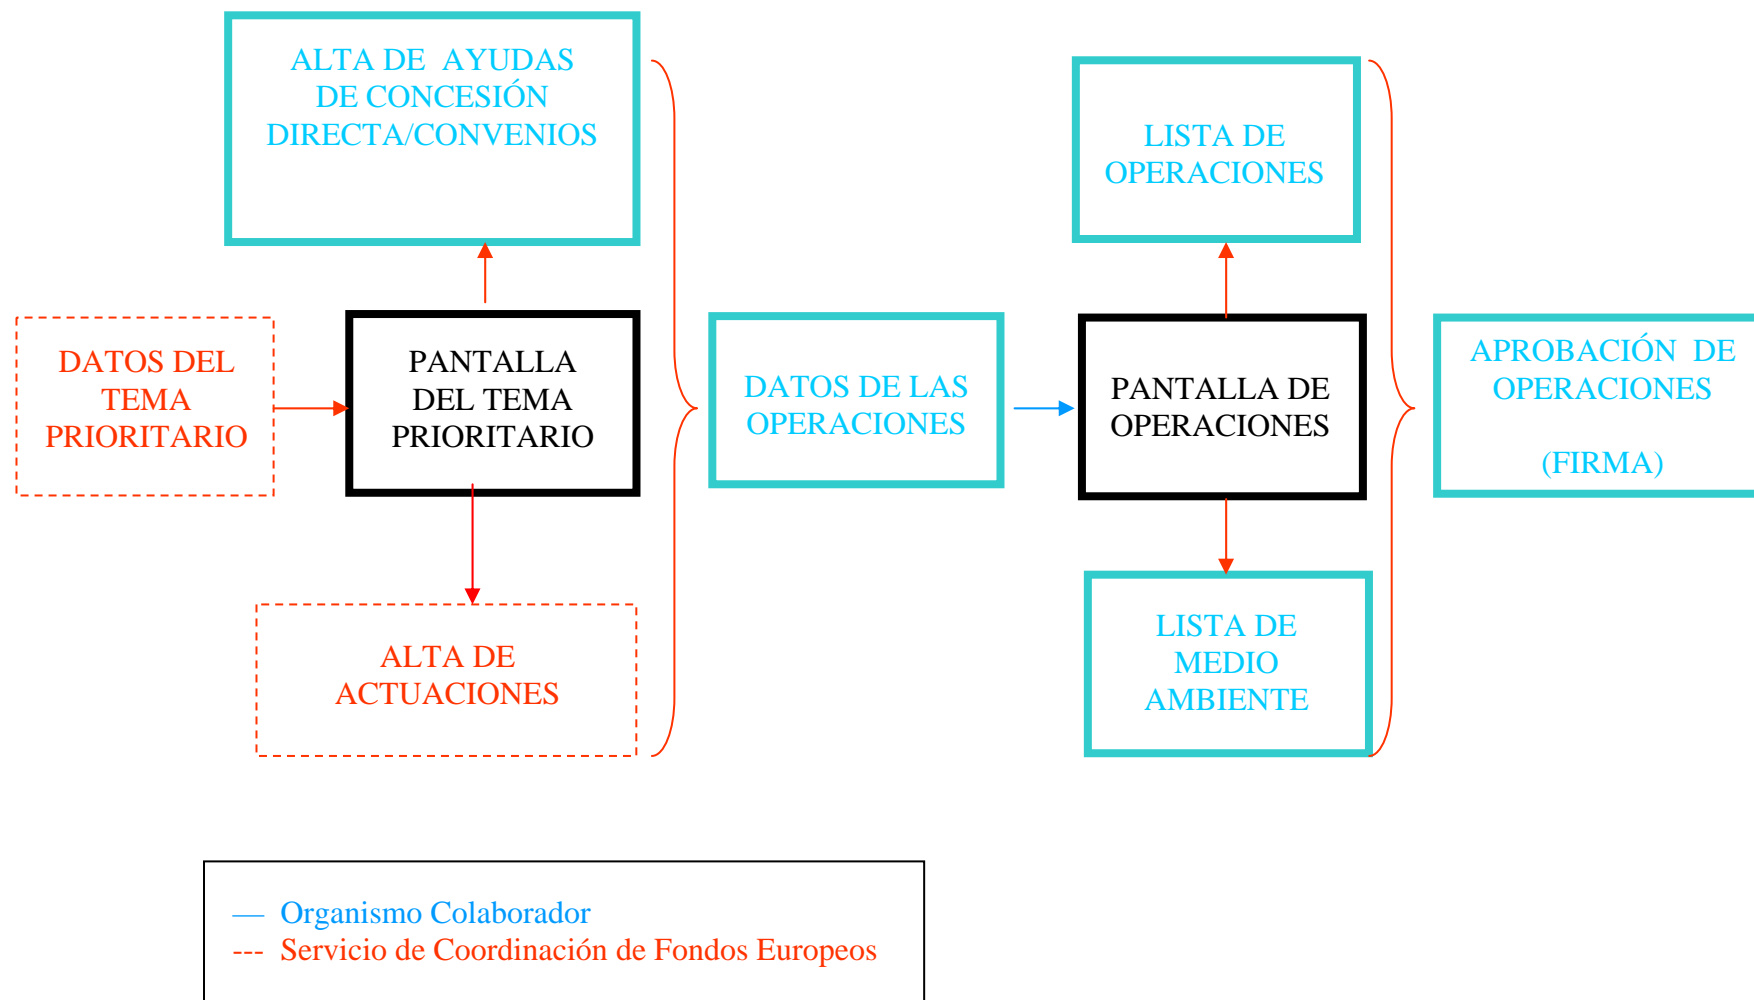 ALTA DE AYUDAS
DE CONCESIÓN
DIRECTA/CONVENIOS
LISTA DE
OPERACIONES
DATOS DEL
TEMA
PRIORITARIO
PANTALLA
DEL TEMA
PRIORITARIO
DATOS DE LAS
OPERACIONES
PANTALLA DE
OPERACIONES
APROBACIÓN DE
OPERACIONES
(FIRMA)
ALTA DE
ACTUACIONES
LISTA DE
MEDIO
AMBIENTE
— Organismo Colaborador
--- Servicio de Coordinación de Fondos Europeos